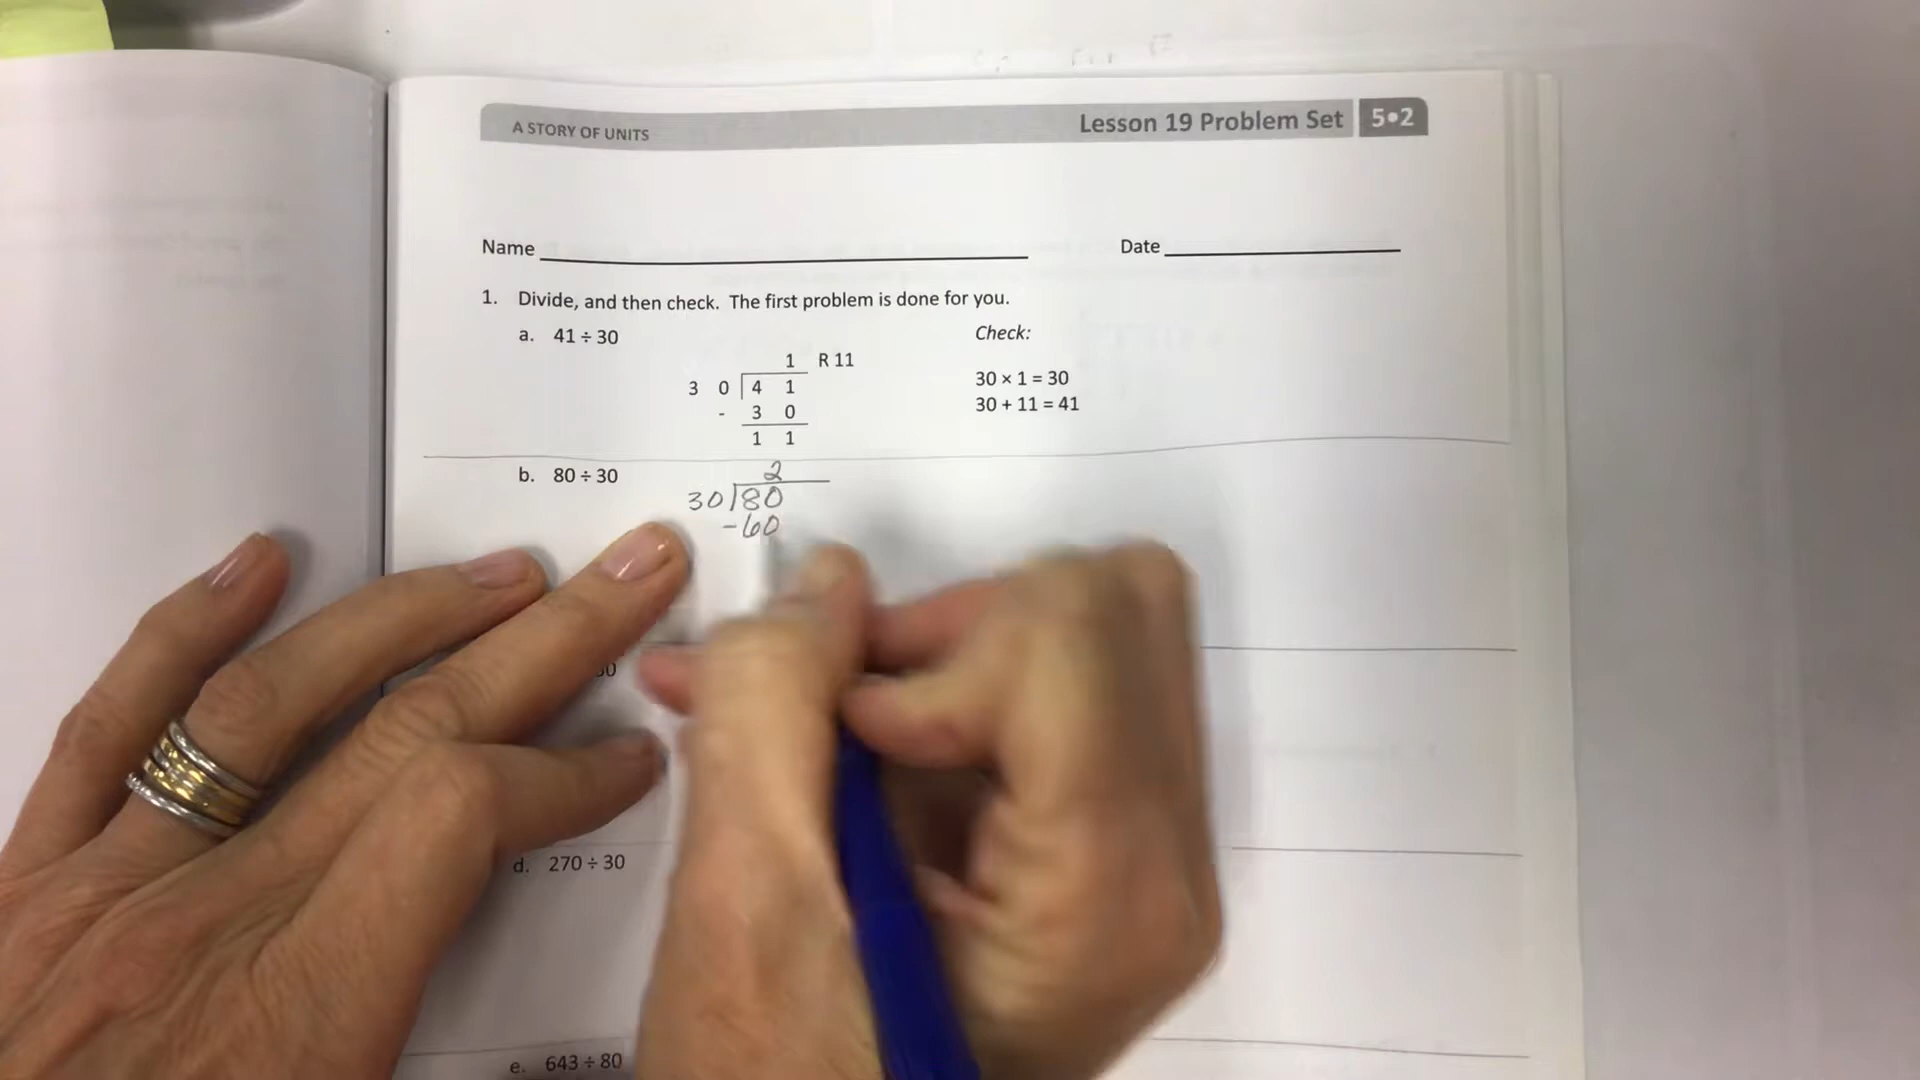 A STORY OF UNITS
Lesson 19 Problem Set 5•2
Name
Date
1. Divide, and then check. The first problem is done for you.
a. 41 ÷ 30
Check:
1 R 11
3 0 4 1
- 3 0
1 1
30 × 1 = 30
30 + 11 = 41
b. 80 ÷ 30
2
30 80
-60
d. 270 ÷ 30
e. 643 ÷ 80